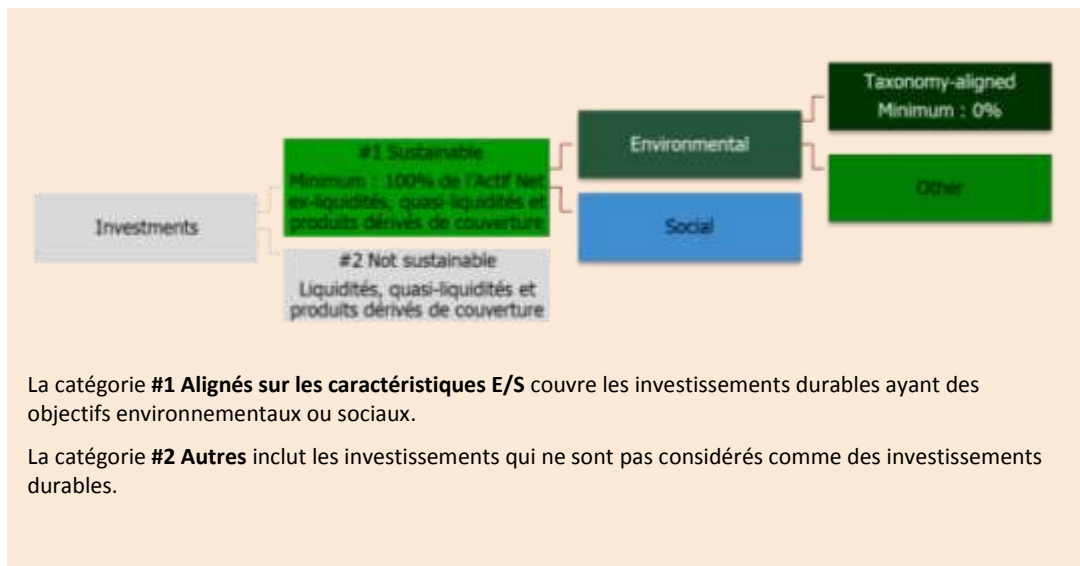 Taxonomy-aligned
Minimum : 0%
Environmental
#1 Sustainable
Minimum : 100% de l'Actif Net
ex-liquidités, quasi-liquidités et
produits dérivés de couverture
Other
Investments
Social
#2 Not sustainable
Liquidités, quasi-liquidités et
produits dérivés de couverture
La catégorie #1 Alignés sur les caractéristiques E/S couvre les investissements durables ayant des
objectifs environnementaux ou sociaux.
La catégorie #2 Autres inclut les investissements qui ne sont pas considérés comme des investissements
durables.